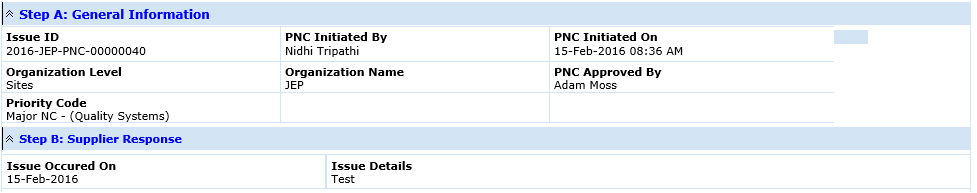 Step A: General Information
Issue ID PNC Initiated By PNC Initiated On
2016-JEP-PNC-00000040 Nidhi Tripathi 15-Feb-2016 08:36 AM
Organization Level Organization Name PNC Approved By
Sites JEP Adam Moss
Priority Code
Major NC - (Quality Systems)
Step B: Supplier Response
Issue Occured On Issue Details
15-Feb-2016 Test